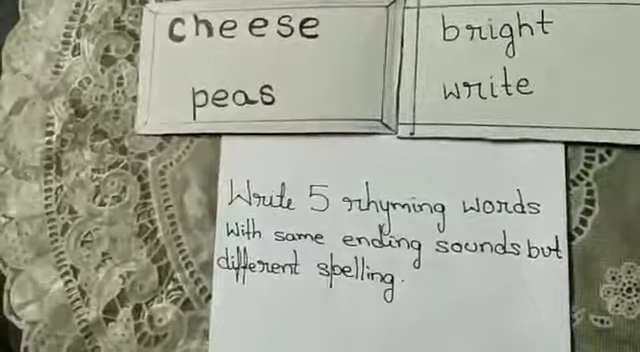 cheese
peas
bright
write
Write 5 rhyming words
With same ending sounds but
different spelling.